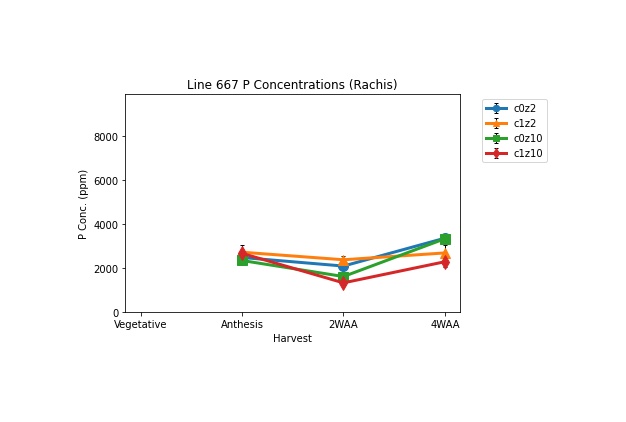 Line 667 P Concentrations (Rachis)
c0z2
c1z2
c0z10
c1z10
8000
6000
4000
2000
0
P Conc. (ppm)
Vegetative Anthesis 2WAA 4WAA
Harvest